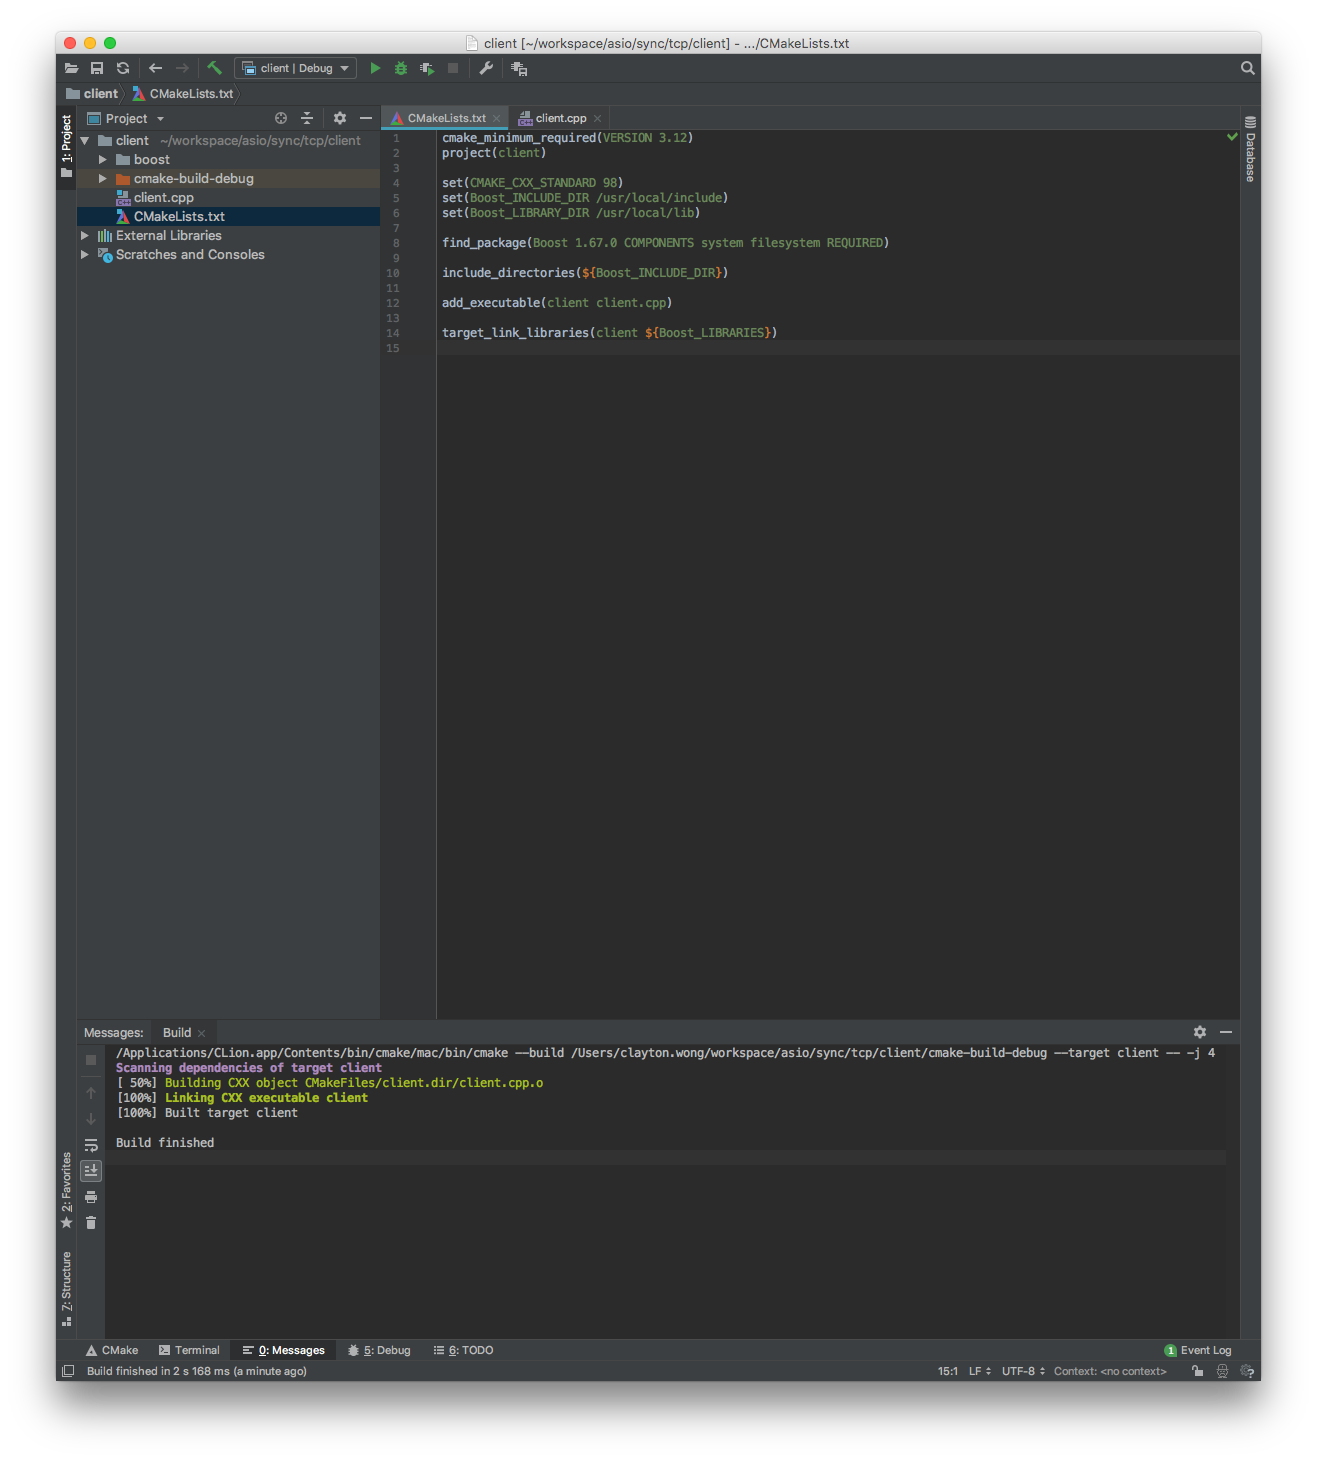 client [~/workspace/asio/sync/tcp/client] - .../CMakeLists.txt
client | Debug
client CMakeLists.txt
1: Project
Project
client ~/workspace/asio/sync/tcp/client
boost
cmake-build-debug
client.cpp
CMakeLists.txt
External Libraries
Scratches and Consoles
CMakeLists.txt client.cpp
1 cmake_minimum_required(VERSION 3.12)
2 project(client)
3
4 set(CMAKE_CXX_STANDARD 98)
5 set(Boost_INCLUDE_DIR /usr/local/include)
6 set(Boost_LIBRARY_DIR /usr/local/lib)
7
8 find_package(Boost 1.67.0 COMPONENTS system filesystem REQUIRED)
9
10 include_directories(${Boost_INCLUDE_DIR})
11
12 add_executable(client client.cpp)
13
14 target_link_libraries(client ${Boost_LIBRARIES})
15
Database
Messages: Build
/Applications/CLion.app/Contents/bin/cmake/mac/bin/cmake --build /Users/clayton.wong/workspace/asio/sync/tcp/client/cmake-build-debug --target client -- -j 4
Scanning dependencies of target client
[ 50%] Building CXX object CMakeFiles/client.dir/client.cpp.o
[100%] Linking CXX executable client
[100%] Built target client
Build finished
2: Favorites
7: Structure
CMake Terminal 0: Messages 5: Debug 6: TODO 1 Event Log
Build finished in 2 s 168 ms (a minute ago) 15:1 LF UTF-8 Context: <no context>